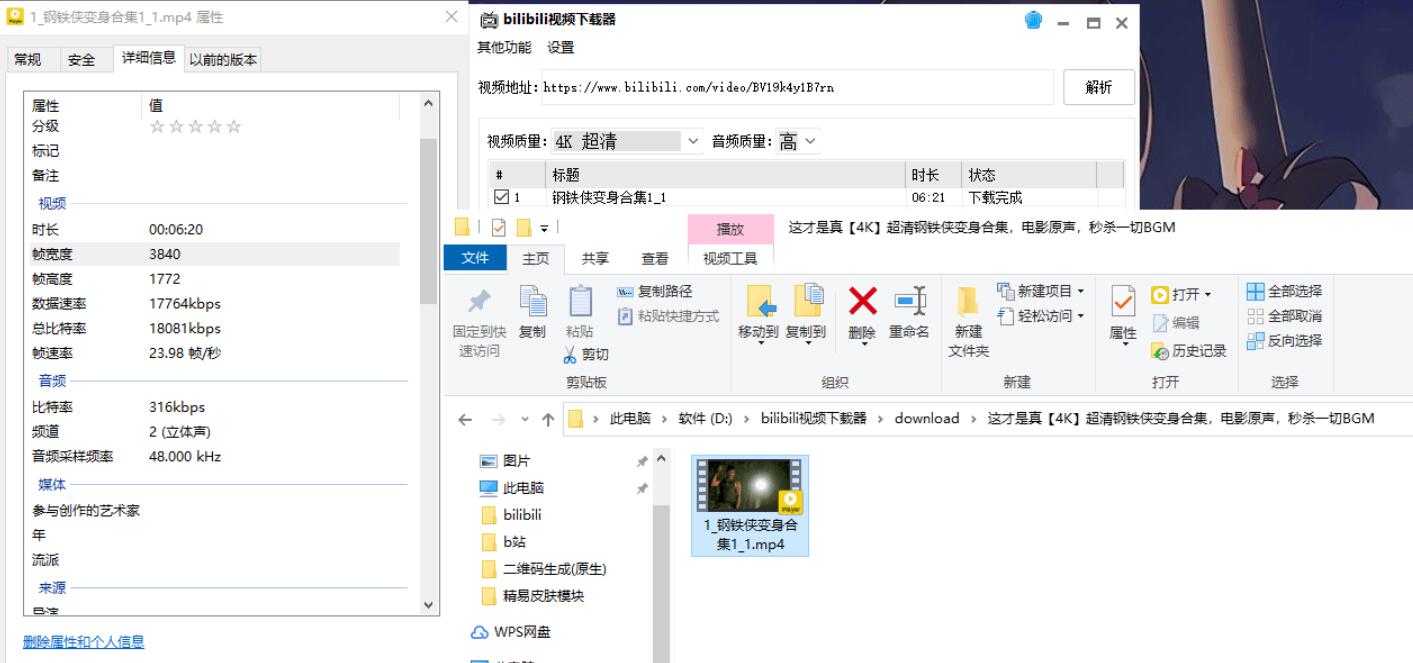 1_钢铁侠变身合集1_1.mp4 属性
常规 安全 详细信息 以前的版本
属性 值
分级
标记
备注
视频
时长 00:06:20
帧宽度 3840
帧高度 1772
数据速率 17764kbps
总比特率 18081kbps
帧速率 23.98 帧/秒
音频
比特率 316kbps
频道 2 (立体声)
音频采样频率 48.000 kHz
媒体
参与创作的艺术家
年
流派
来源
导演
删除属性和个人信息
bilibili视频下载器
其他功能 设置
视频地址: https://www.bilibili.com/video/BV19k4y1B7rn 解析
视频质量: 4K 超清 音频质量: 高
# 标题 时长 状态
1 钢铁侠变身合集1_1 06:21 下载完成
播放 这才是真【4K】超清钢铁侠变身合集，电影原声，秒杀一切BGM
文件 主页 共享 查看 视频工具
固定到快速访问
复制
粘贴
复制路径
粘贴快捷方式
剪切
剪贴板
移动到 复制到 删除 重命名
组织
新建
文件夹
新建项目
轻松访问
新建
属性
打开
编辑
历史记录
打开
全部选择
全部取消
反向选择
选择
此电脑 软件 (D:) bilibili视频下载器 download 这才是真【4K】超清钢铁侠变身合集，电影原声，秒杀一切BGM
图片
此电脑
bilibili
b站
二维码生成(原生)
精易皮肤模块
WPS网盘
1_钢铁侠变身合
集1_1.mp4